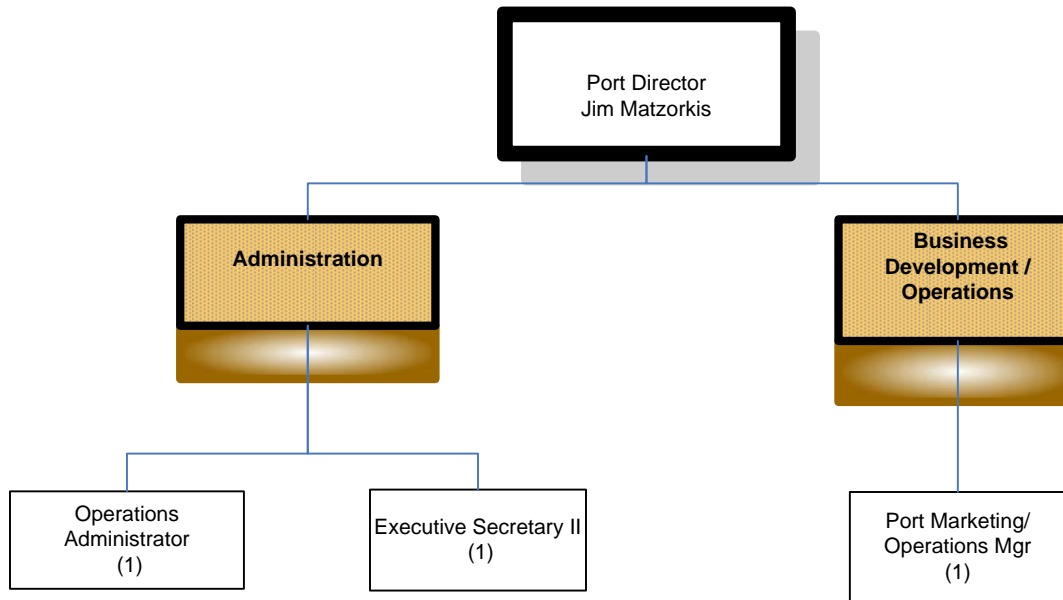 Port Director
Jim Matzorkis
Administration
Business
Development /
Operations
Operations
Administrator
(1)
Executive Secretary II
(1)
Port Marketing/
Operations Mgr
(1)